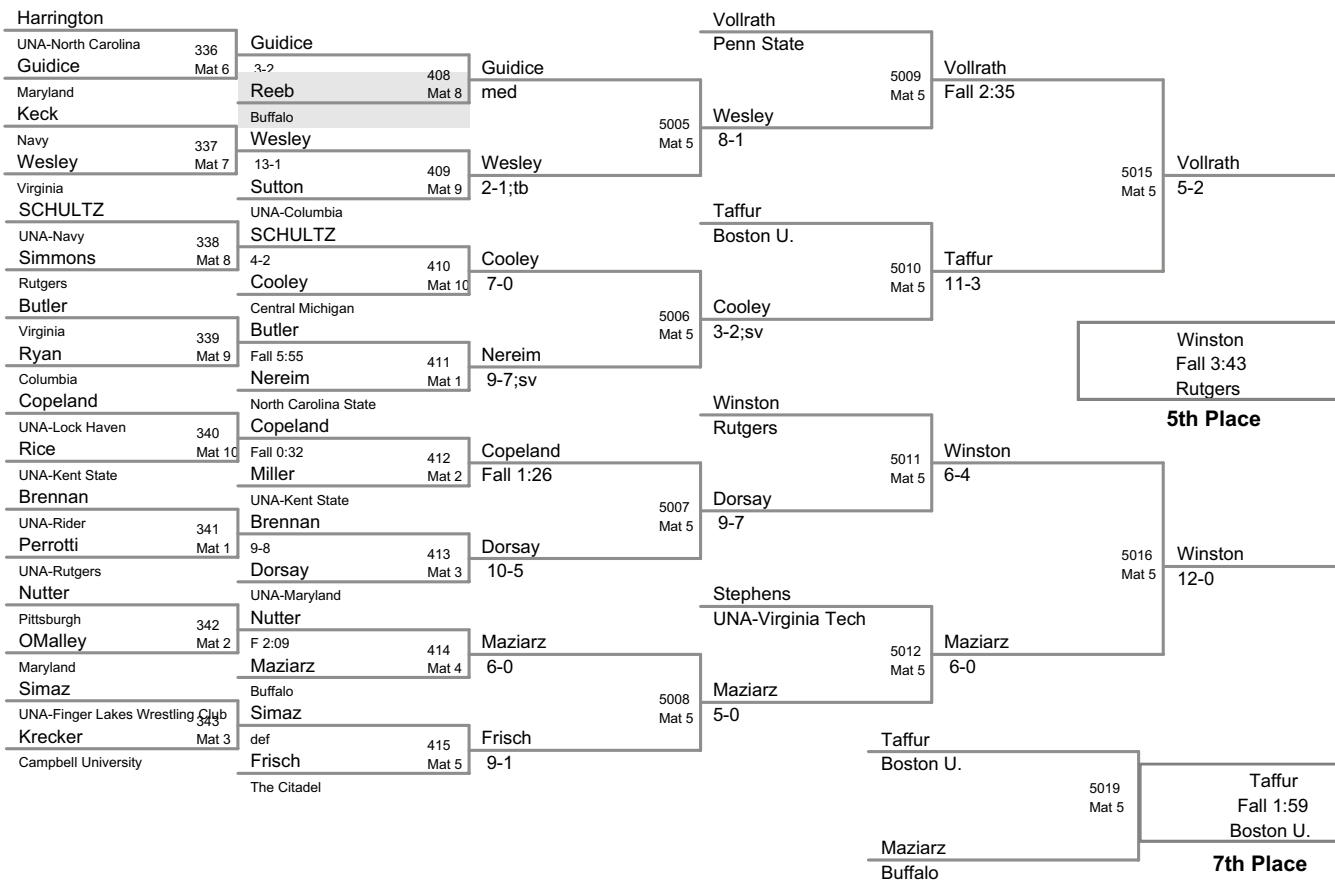 Harrington
UNA-North Carolina
336
Guidice
Mat 6
Maryland
Keck
Navy
337
Wesley
Mat 7
Virginia
SCHULTZ
UNA-Navy
338
Simmons
Mat 8
Rutgers
Butler
Virginia
339
Ryan
Mat 9
Columbia
Copeland
UNA-Lock Haven
340
Rice
Mat 10
UNA-Kent State
Brennan
UNA-Rider
341
Perrotti
Mat 1
UNA-Rutgers
Nutter
Pittsburgh
342
OMalley
Mat 2
Maryland
Simaz
UNA-Finger Lakes Wrestling Club
343
Krecker
Mat 3
Campbell University
Guidice
3-2
408
Reeb
Mat 8
Buffalo
Wesley
13-1
409
Sutton
Mat 9
UNA-Columbia
SCHULTZ
4-2
410
Cooley
Mat 10
Central Michigan
Butler
Fall 5:55
411
Nereim
Mat 1
North Carolina State
Copeland
Fall 0:32
412
Miller
Mat 2
UNA-Kent State
Brennan
9-8
413
Dorsay
Mat 3
UNA-Maryland
Nutter
F 2:09
414
Maziarz
Mat 4
Buffalo
Simaz
def
415
Frisch
Mat 5
The Citadel
Guidice
med
5005
Mat 5
Wesley
2-1;tb
Cooley
7-0
5006
Mat 5
Nereim
9-7;sv
Copeland
Fall 1:26
5007
Mat 5
Dorsay
10-5
Maziarz
6-0
5008
Mat 5
Frisch
9-1
Vollrath
Penn State
5009
Mat 5
Wesley
8-1
Taffur
Boston U.
5010
Mat 5
Cooley
3-2;sv
Winston
Rutgers
5011
Mat 5
Dorsay
9-7
Stephens
UNA-Virginia Tech
5012
Mat 5
Maziarz
5-0
Vollrath
Fall 2:35
5015
Mat 5
Taffur
11-3
Winston
6-4
5016
Mat 5
Maziarz
6-0
Vollrath
5-2
Winston
Fall 3:43
Rutgers
5th Place
Winston
12-0
Taffur
Boston U.
5019
Mat 5
Maziarz
Buffalo
Taffur
Fall 1:59
Boston U.
7th Place